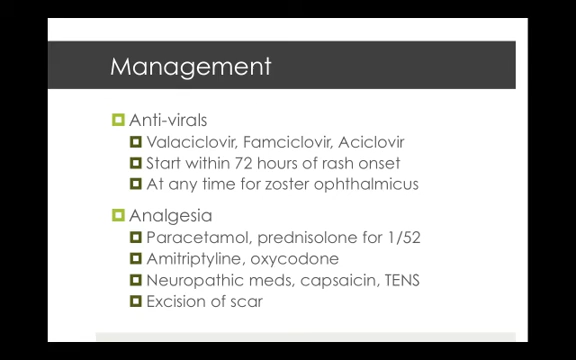 Management
Anti-virals
Valaciclovir, Famciclovir, Aciclovir
Start within 72 hours of rash onset
At any time for zoster ophthalmicus
Analgesia
Paracetamol, prednisolone for 1/52
Amitriptyline, oxycodone
Neuropathic meds, capsaicin, TENS
Excision of scar